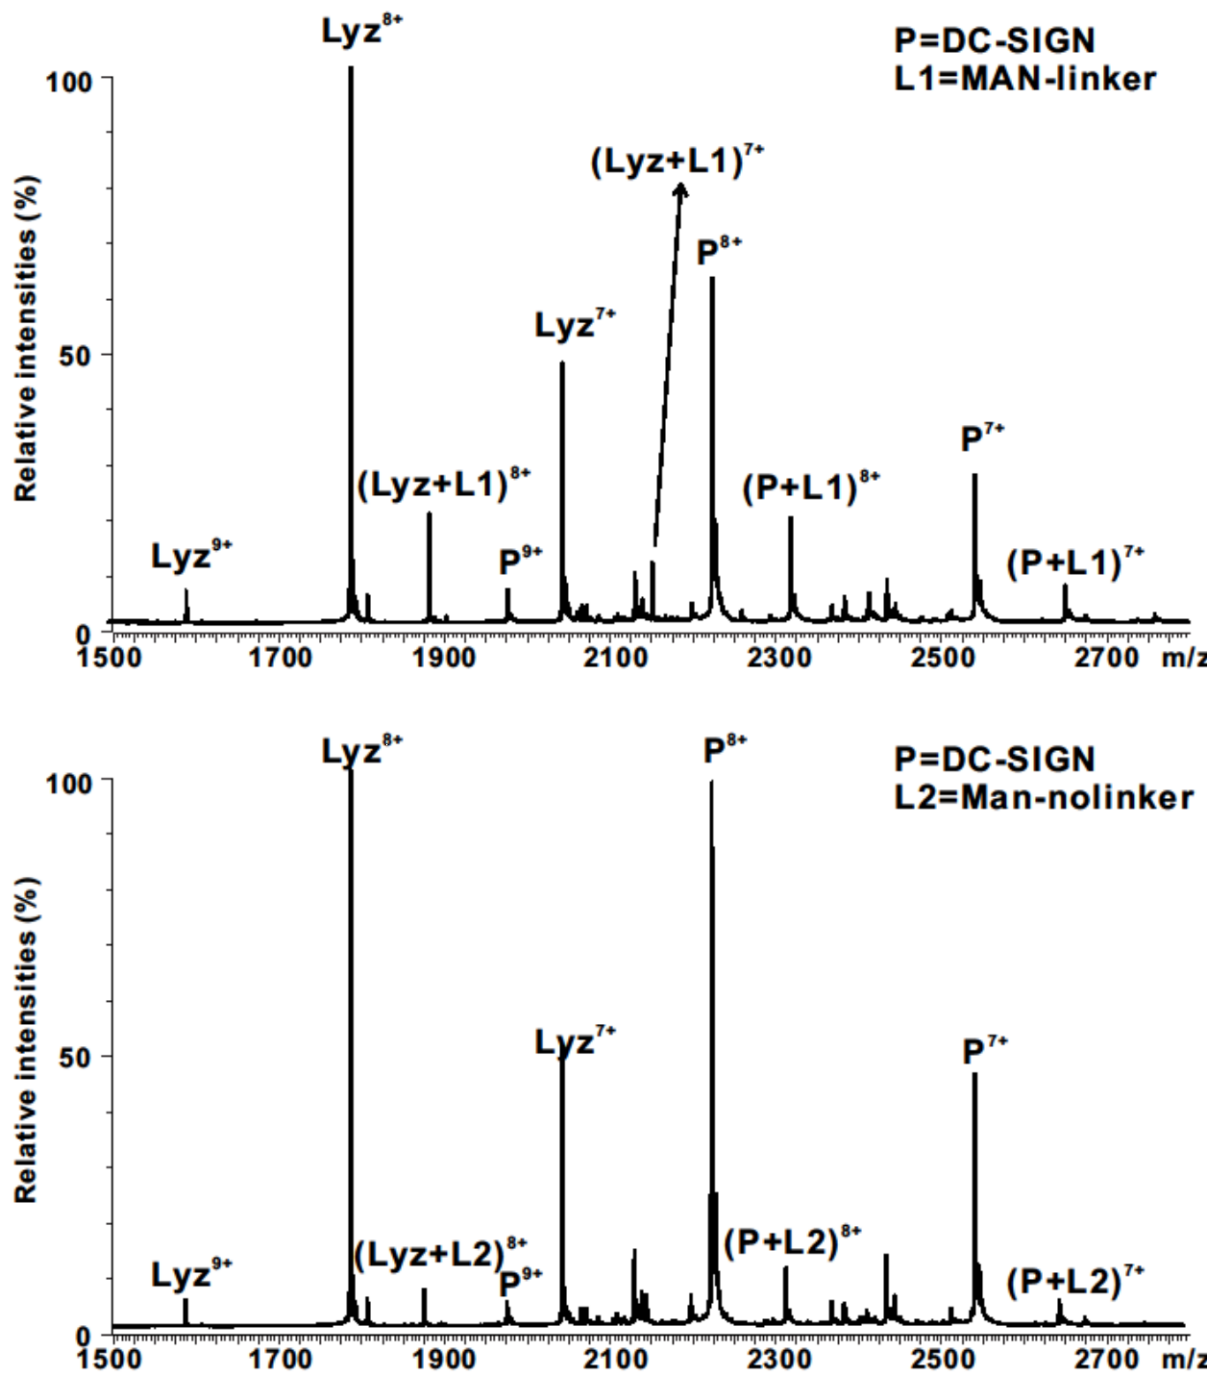 Lyz⁸⁺
P=DC-SIGN
L1=MAN-linker
100
(Lyz+L1)⁷⁺
P⁸⁺
Lyz⁷⁺
50
P⁷⁺
(Lyz+L1)⁸⁺
(P+L1)⁸⁺
Lyz⁹⁺
P⁹⁺
(P+L1)⁷⁺
0
Relative intensities (%)
1500 1700 1900 2100 2300 2500 2700 m/z
Lyz⁸⁺
P⁸⁺
P=DC-SIGN
L2=Man-nolinker
100
Lyz⁷⁺
P⁷⁺
50
(Lyz+L2)⁸⁺
(P+L2)⁸⁺
Lyz⁹⁺
P⁹⁺
(P+L2)⁷⁺
0
Relative intensities (%)
1500 1700 1900 2100 2300 2500 2700 m/z